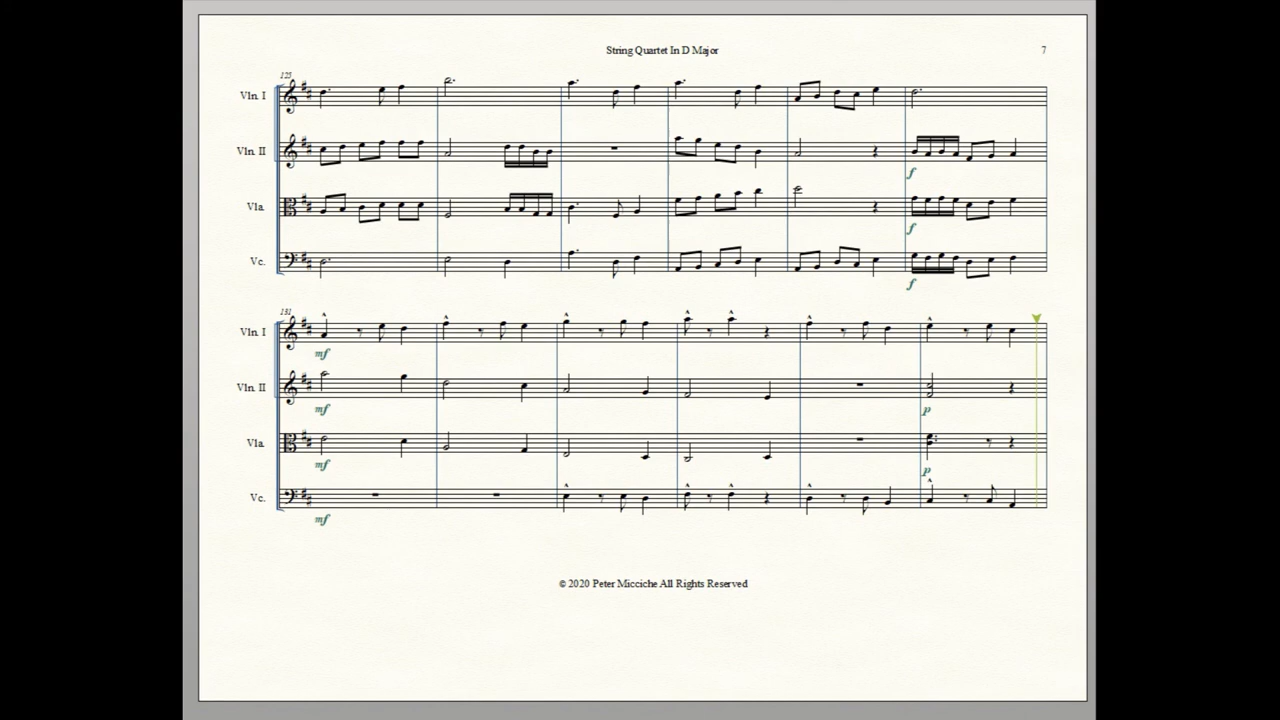 String Quartet In D Major
7
125
Vln. I
Vln. II
f
Vla.
f
Vc.
f
131
Vln. I
mf
Vln. II
mf
p
Vla.
mf
p
Vc.
mf
© 2020 Peter Micciche All Rights Reserved